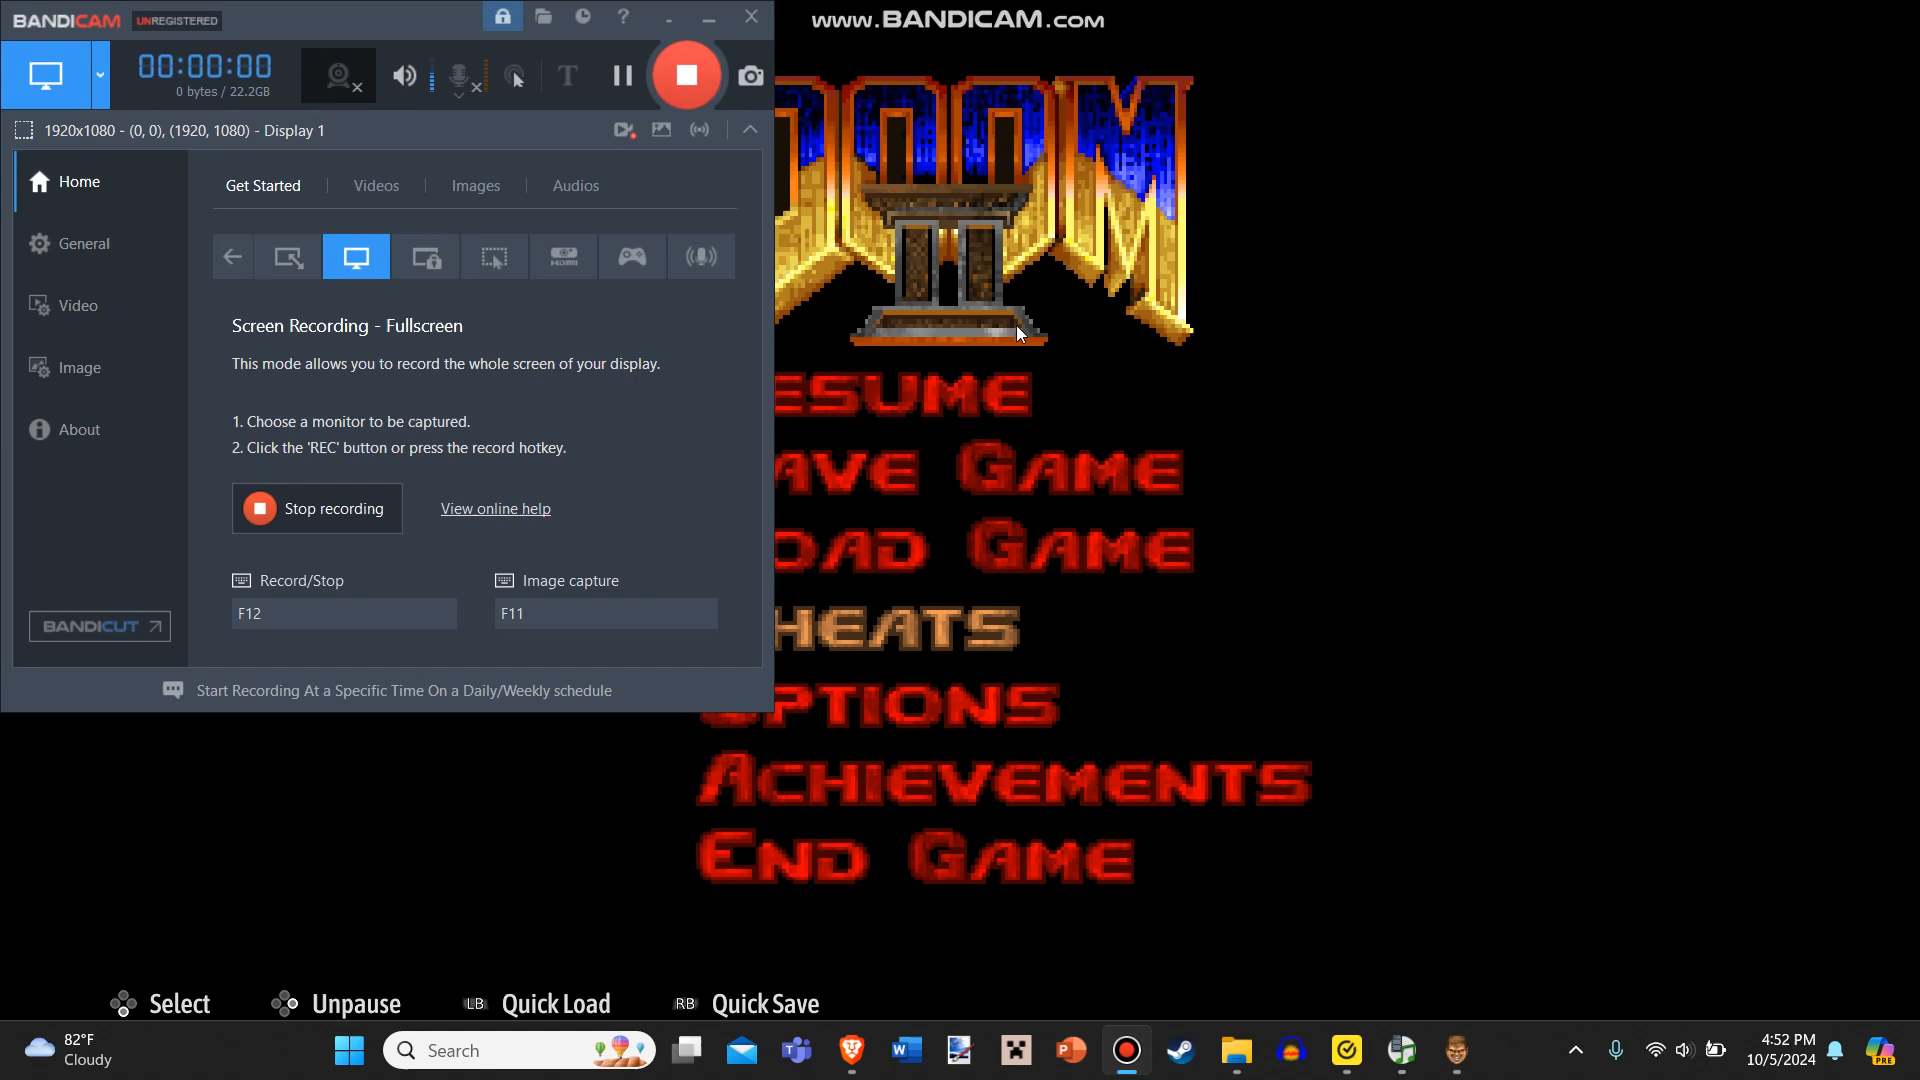 BANDICAM UNREGISTERED
www.BANDICAM.com
00:00:00
0 bytes / 22.2GB
1920x1080 - (0, 0), (1920, 1080) - Display 1
Home
General
Video
Image
About
BANDICUT
Get Started
Videos
Images
Audios
HDMI
Screen Recording - Fullscreen
This mode allows you to record the whole screen of your display.
1. Choose a monitor to be captured.
2. Click the 'REC' button or press the record hotkey.
Stop recording
View online help
Record/Stop
F12
Image capture
F11
Start Recording At a Specific Time On a Daily/Weekly schedule
OOM
II
ESUME
AVE GAME
OAD GAME
HEATS
OPTIONS
ACHIEVEMENTS
END GAME
Select
Unpause
LB Quick Load
RB Quick Save
82°F
Cloudy
Search
4:52 PM
10/5/2024
PRE